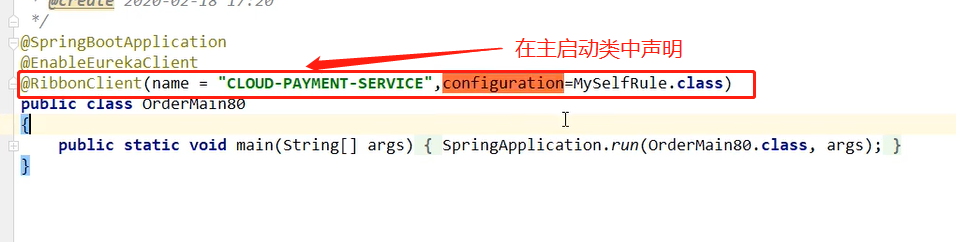 * @create 2020-02-18 17:20
*/
@SpringBootApplication
@EnableEurekaClient
在主启动类中声明
@RibbonClient(name = "CLOUD-PAYMENT-SERVICE",configuration=MySelfRule.class)
public class OrderMain80
{
public static void main(String[] args) { SpringApplication.run(OrderMain80.class, args); }
}